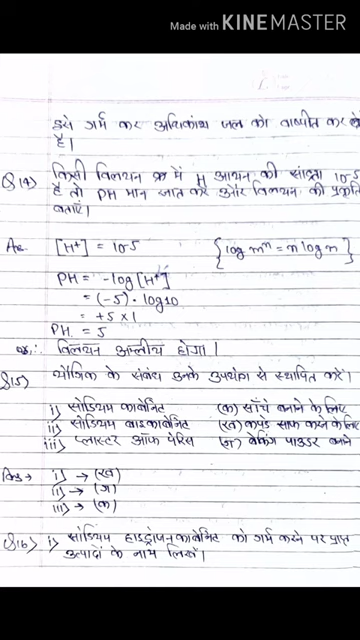 Made with KINEMASTER
इसे गर्म कर अधिकांश जल को वाष्पीत कर
है।
Q14) किसी विलयन में H आयन की सांद्रता 10-5
है तो PH मान ज्ञात करें और विलयन की प्रकृति
बताएं।
[H+] = 10-5 {log mⁿ = n log m}
PH = -log[H+]
= (-5) · log10
= +5 × 1
PH = 5
∴ विलयन अम्लीय होगा।
Q15) यौगिक के संबंध उनके उपयोग से स्थापित करें।
i) सोडियम कार्बोनेट (क) साँचे बनाने के लिए
ii) सोडियम बाइकार्बोनेट (ख) कपड़े साफ करने के लिए
iii) प्लास्टर ऑफ पेरिस (ग) बेकिंग पाउडर बनाने
i) → (ख)
ii) → (ग)
iii) → (क)
Q16) i) सोडियम हाइड्रोजन कार्बोनेट को गर्म करने पर प्राप्त
उत्पादों के नाम लिखें।